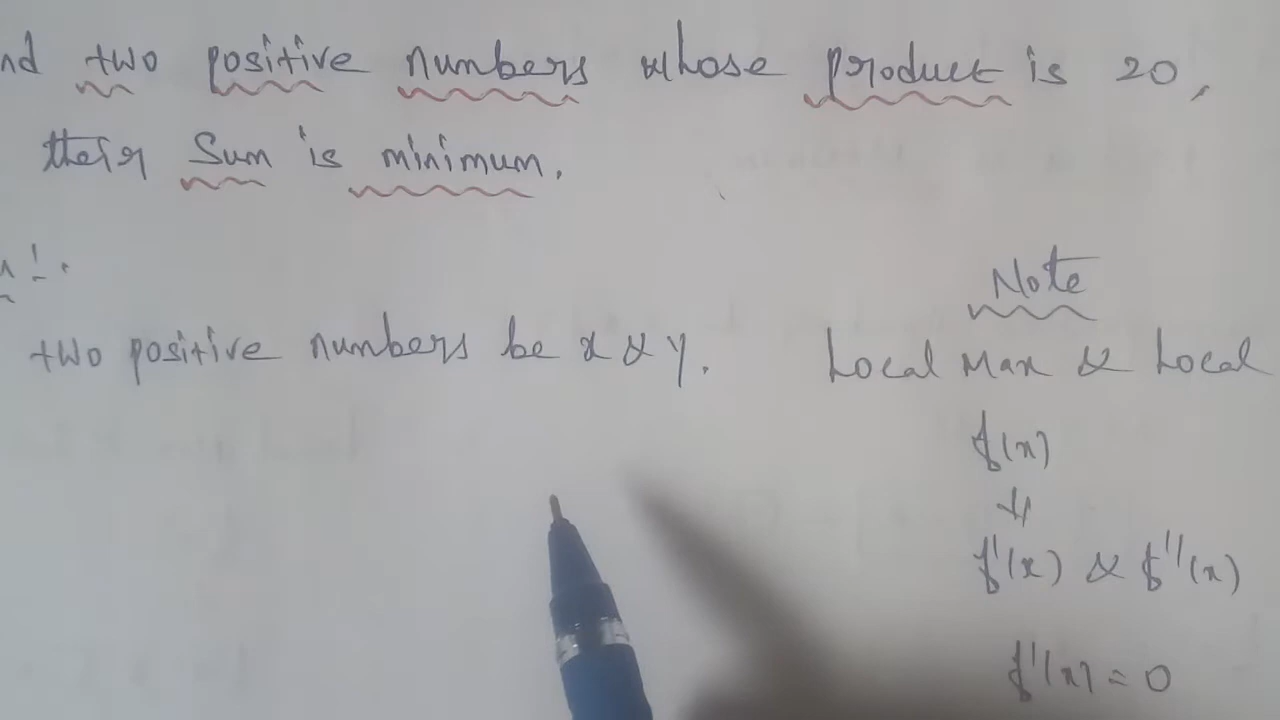 nd two positive numbers whose product is 20,
their Sum is minimum.
n!.
two positive numbers be x & y.
Note
Local Max & Local
f(x)
f'(x) & f''(x)
f'(x) = 0